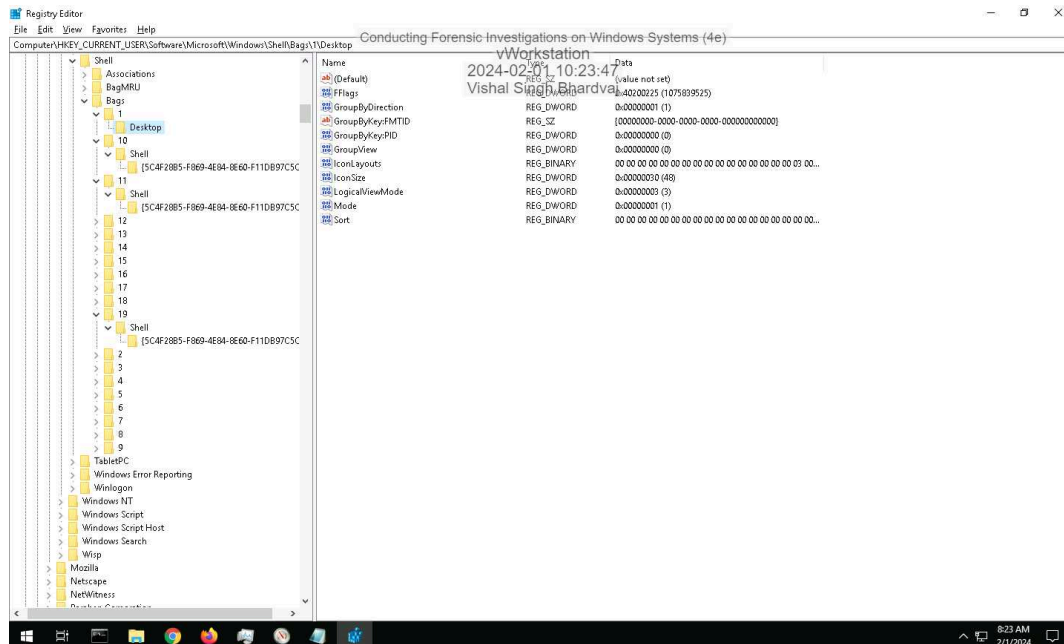 Registry Editor
File Edit View Favorites Help
Computer\HKEY_CURRENT_USER\Software\Microsoft\Windows\Shell\Bags\1\Desktop
Conducting Forensic Investigations on Windows Systems (4e)
vWorkstation
2024-02-01 10:23:47
Vishal Singh Bhardvaj
Shell
Associations
BagMRU
Bags
1
Desktop
10
Shell
{5C4F28B5-F869-4E84-8E60-F11DB97C5C
11
Shell
{5C4F28B5-F869-4E84-8E60-F11DB97C5C
12
13
14
15
16
17
18
19
Shell
{5C4F28B5-F869-4E84-8E60-F11DB97C5C
2
3
4
5
6
7
8
9
TabletPC
Windows Error Reporting
Winlogon
Windows NT
Windows Script
Windows Script Host
Windows Search
Wisp
Mozilla
Netscape
NetWitness
Name Type Data
(Default) REG_SZ (value not set)
FFlags REG_DWORD 0x40200225 (1075839525)
GroupByDirection REG_DWORD 0x00000001 (1)
GroupByKey:FMTID REG_SZ {00000000-0000-0000-0000-000000000000}
GroupByKey:PID REG_DWORD 0x00000000 (0)
GroupView REG_DWORD 0x00000000 (0)
IconLayouts REG_BINARY 00 00 00 00 00 00 00 00 00 00 00 00 00 00 00 00 03 00...
IconSize REG_DWORD 0x00000030 (48)
LogicalViewMode REG_DWORD 0x00000003 (3)
Mode REG_DWORD 0x00000001 (1)
Sort REG_BINARY 00 00 00 00 00 00 00 00 00 00 00 00 00 00 00 00 00 00...
8:23 AM
2/1/2024